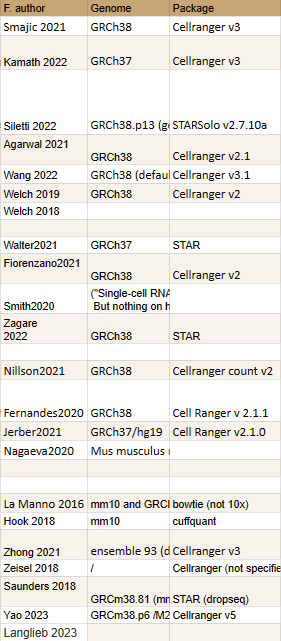 F. author Genome Package
Smajic 2021 GRCh38 Cellranger v3
Kamath 2022 GRCh37 Cellranger v3
Siletti 2022 GRCh38.p13 (ge STARSolo v2.7.10a
Agarwal 2021
GRCh38 Cellranger v2.1
Wang 2022 GRCh38 (defaul Cellranger v3.1
Welch 2019 GRCh38 Cellranger v2
Welch 2018
Walter2021 GRCh37 STAR
Fiorenzano2021
GRCh38 Cellranger v2
("Single-cell RNA
Smith2020 But nothing on h
Zagare
2022 GRCh38 STAR
Nillson2021 GRCh38 Cellranger count v2
Fernandes2020 GRCh38 Cell Ranger v 2.1.1
Jerber2021 GRCh37/hg19 Cell Ranger v2.1.0
Nagaeva2020 Mus musculus
La Manno 2016 mm10 and GRCl bowtie (not 10x)
Hook 2018 mm10 cuffquant
Zhong 2021 ensemble 93 (d Cellranger v3
Zeisel 2018 / Cellranger (not specifie
Saunders 2018
GRCm38.81 (mn STAR (dropseq)
Yao 2023 GRCm38.p6 /M2 Cellranger v5
Langlieb 2023